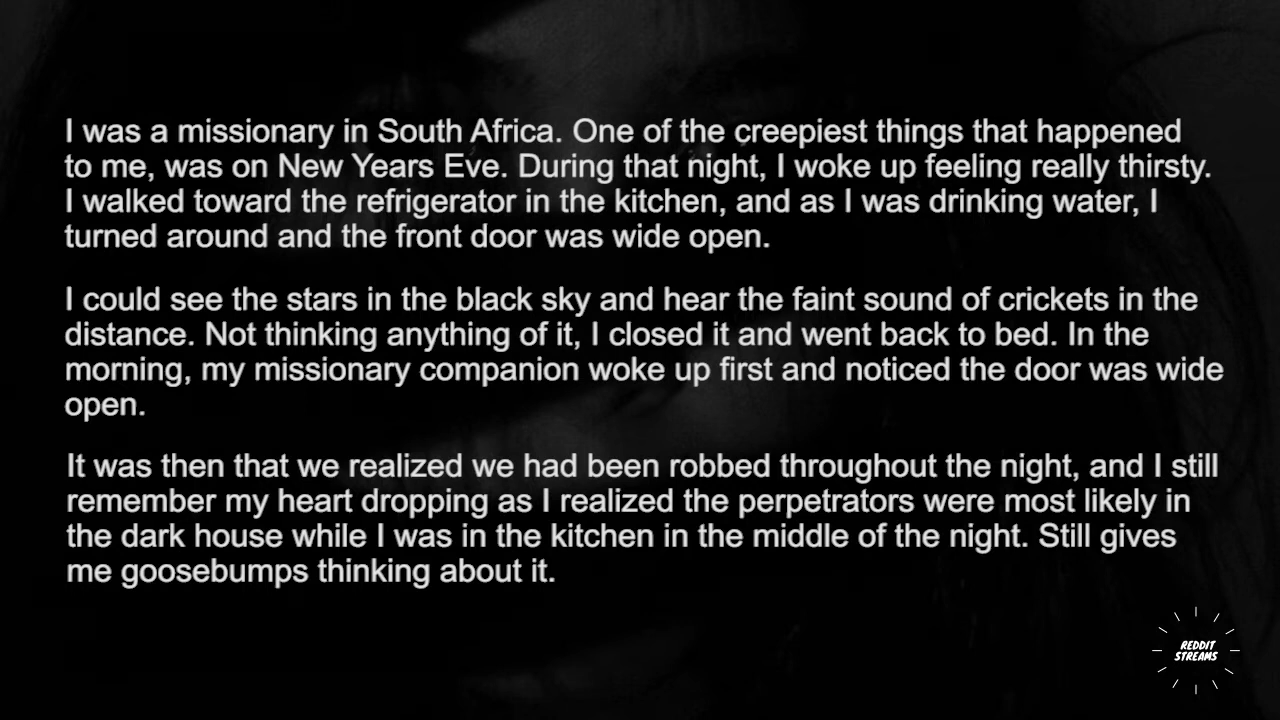 I was a missionary in South Africa. One of the creepiest things that happened
to me, was on New Years Eve. During that night, I woke up feeling really thirsty.
I walked toward the refrigerator in the kitchen, and as I was drinking water, I
turned around and the front door was wide open.
I could see the stars in the black sky and hear the faint sound of crickets in the
distance. Not thinking anything of it, I closed it and went back to bed. In the
morning, my missionary companion woke up first and noticed the door was wide
open.
It was then that we realized we had been robbed throughout the night, and I still
remember my heart dropping as I realized the perpetrators were most likely in
the dark house while I was in the kitchen in the middle of the night. Still gives
me goosebumps thinking about it.
REDDIT
STREAMS